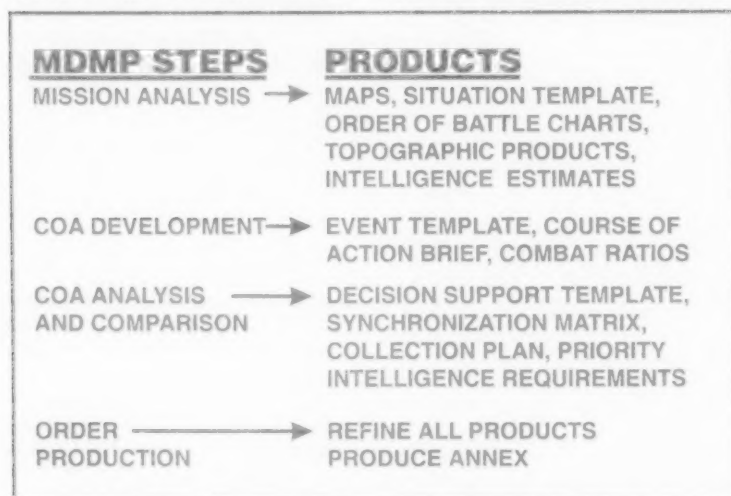 MDMP STEPS PRODUCTS
MISSION ANALYSIS MAPS, SITUATION TEMPLATE,
ORDER OF BATTLE CHARTS,
TOPOGRAPHIC PRODUCTS,
INTELLIGENCE ESTIMATES
COA DEVELOPMENT EVENT TEMPLATE, COURSE OF
ACTION BRIEF, COMBAT RATIOS
COA ANALYSIS DECISION SUPPORT TEMPLATE,
AND COMPARISON SYNCHRONIZATION MATRIX,
COLLECTION PLAN, PRIORITY
INTELLIGENCE REQUIREMENTS
ORDER REFINE ALL PRODUCTS
PRODUCTION PRODUCE ANNEX